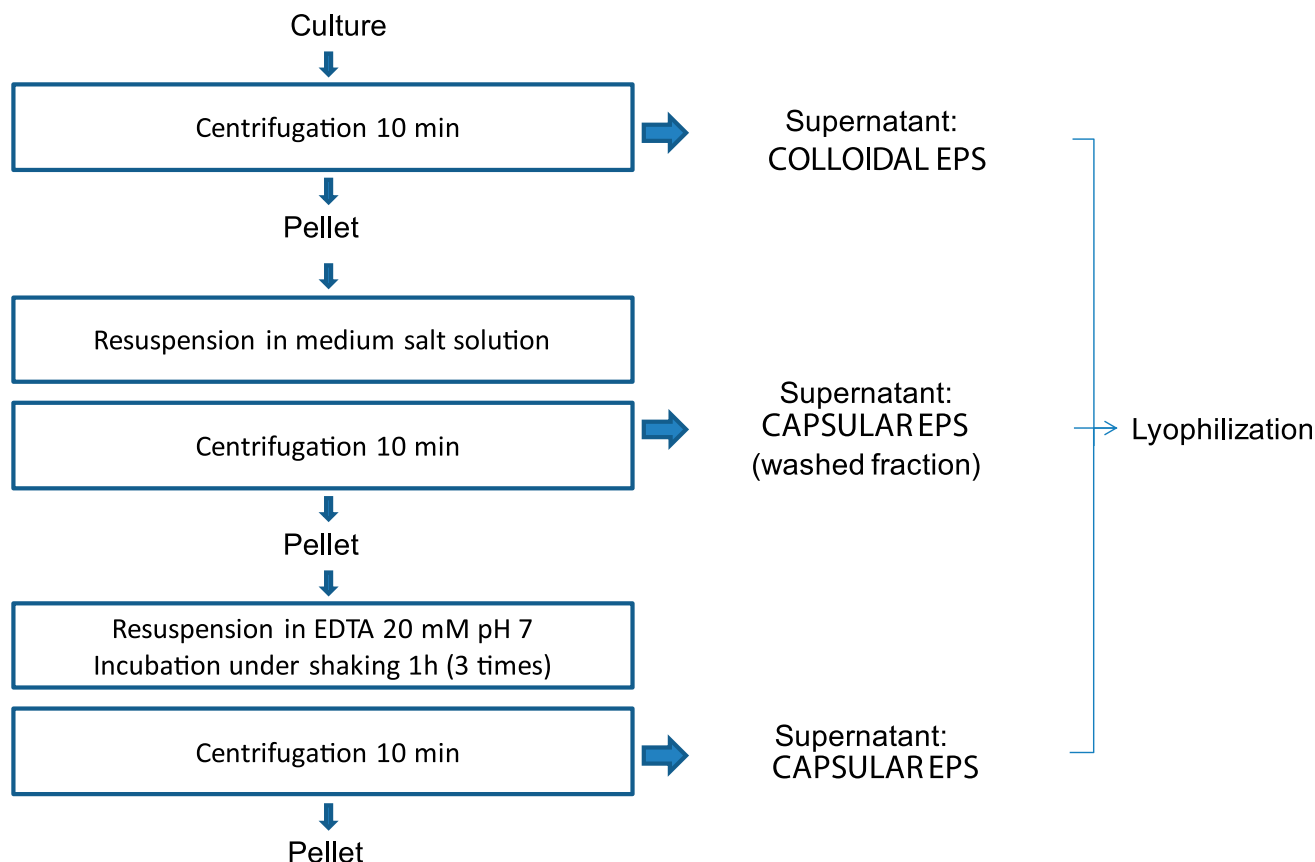 Culture
Centrifugation 10 min
Supernatant:
COLLOIDAL EPS
Pellet
Resuspension in medium salt solution
Centrifugation 10 min
Supernatant:
CAPSULAR EPS
(washed fraction)
Lyophilization
Pellet
Resuspension in EDTA 20 mM pH 7
Incubation under shaking 1h (3 times)
Centrifugation 10 min
Supernatant:
CAPSULAR EPS
Pellet